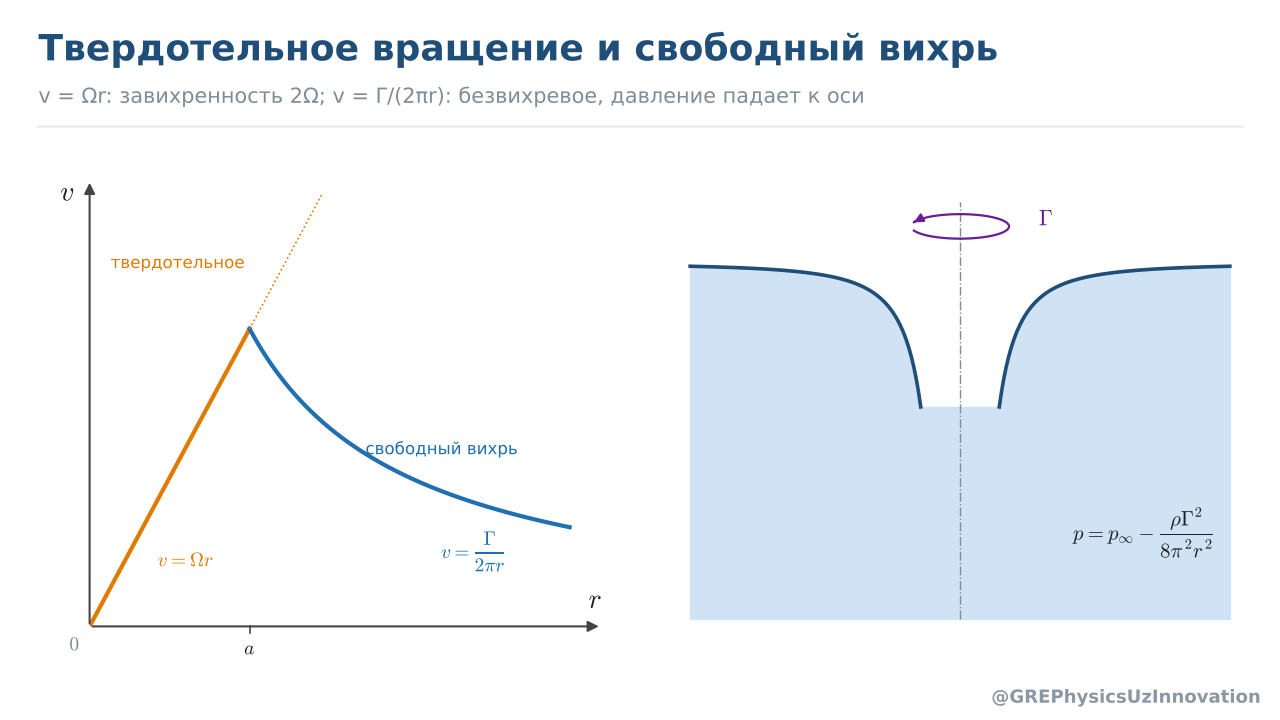 Твердотельное вращение и свободный вихрь
v = Ωr: завихренность 2Ω; v = Γ/(2πr): безвихревое, давление падает к оси
v
твердотельное
свободный вихрь
v = Ωr
v = Γ/(2πr)
r
0
a
Γ
p = p∞ − ρΓ²/(8π²r²)
@GREPhysicsUzInnovation